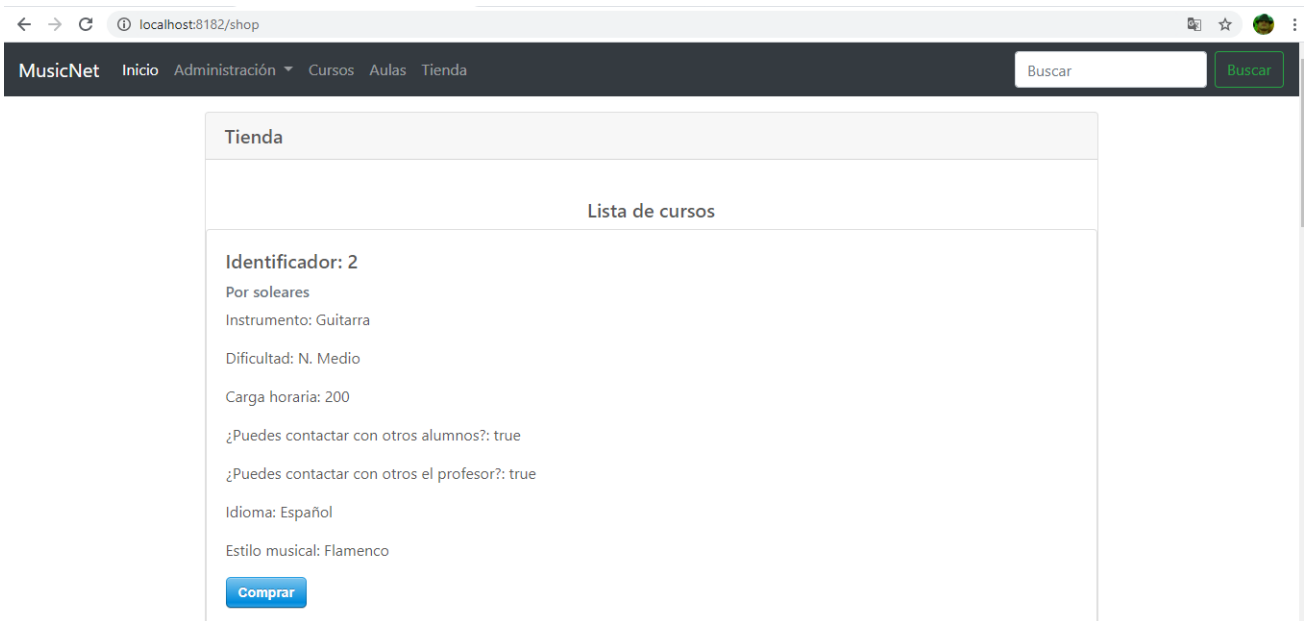 localhost:8182/shop
MusicNet Inicio Administración Cursos Aulas Tienda Buscar Buscar
Tienda
Lista de cursos
Identificador: 2
Por soleares
Instrumento: Guitarra
Dificultad: N. Medio
Carga horaria: 200
¿Puedes contactar con otros alumnos?: true
¿Puedes contactar con otros el profesor?: true
Idioma: Español
Estilo musical: Flamenco
Comprar